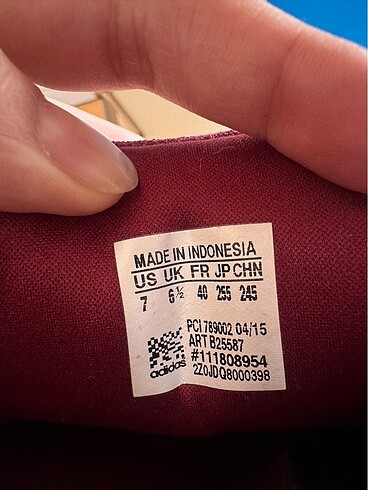 MADE IN INDONESIA
US UK FR JP CHN
7 6½ 40 255 245
PCI 789002 04/15
ART B25587
#111808954
adidas 2Z0JDQ8000398